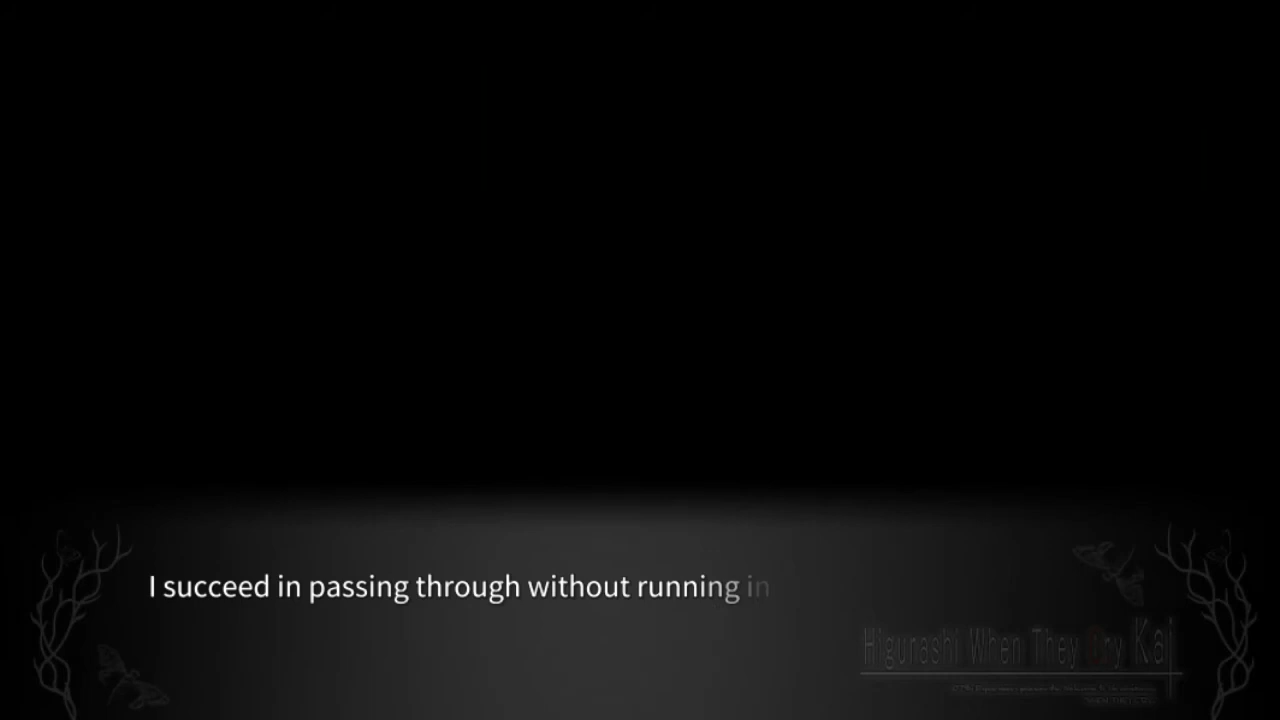 I succeed in passing through without running in
Higurashi When They Cry Kai